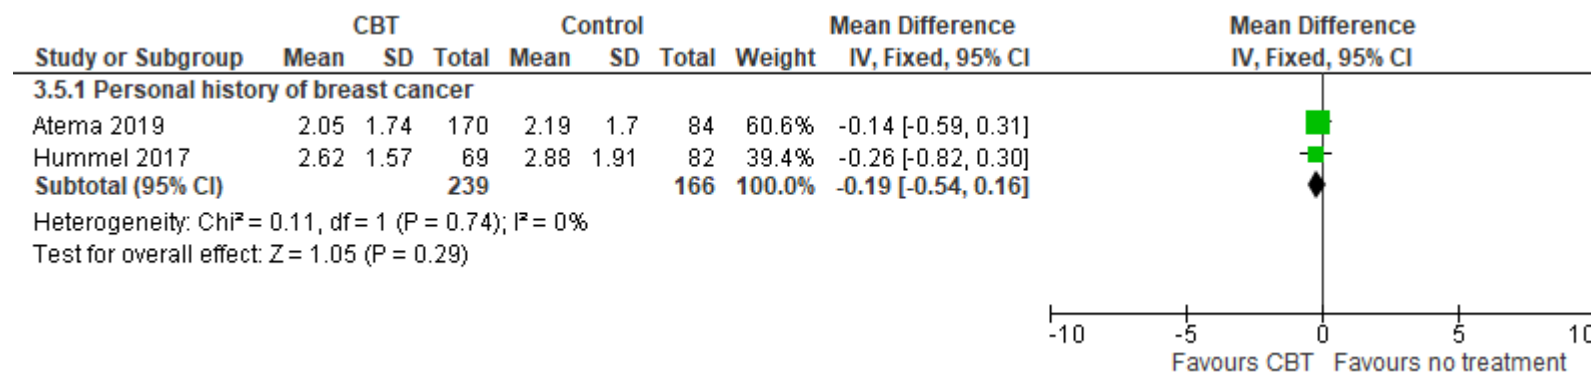 CBT Control Mean Difference Mean Difference
Study or Subgroup Mean SD Total Mean SD Total Weight IV, Fixed, 95% CI IV, Fixed, 95% CI
3.5.1 Personal history of breast cancer
Atema 2019 2.05 1.74 170 2.19 1.7 84 60.6% -0.14 [-0.59, 0.31]
Hummel 2017 2.62 1.57 69 2.88 1.91 82 39.4% -0.26 [-0.82, 0.30]
Subtotal (95% CI) 239 166 100.0% -0.19 [-0.54, 0.16]
Heterogeneity: Chi² = 0.11, df = 1 (P = 0.74); I² = 0%
Test for overall effect: Z = 1.05 (P = 0.29)
-10 -5 0 5 10
Favours CBT Favours no treatment